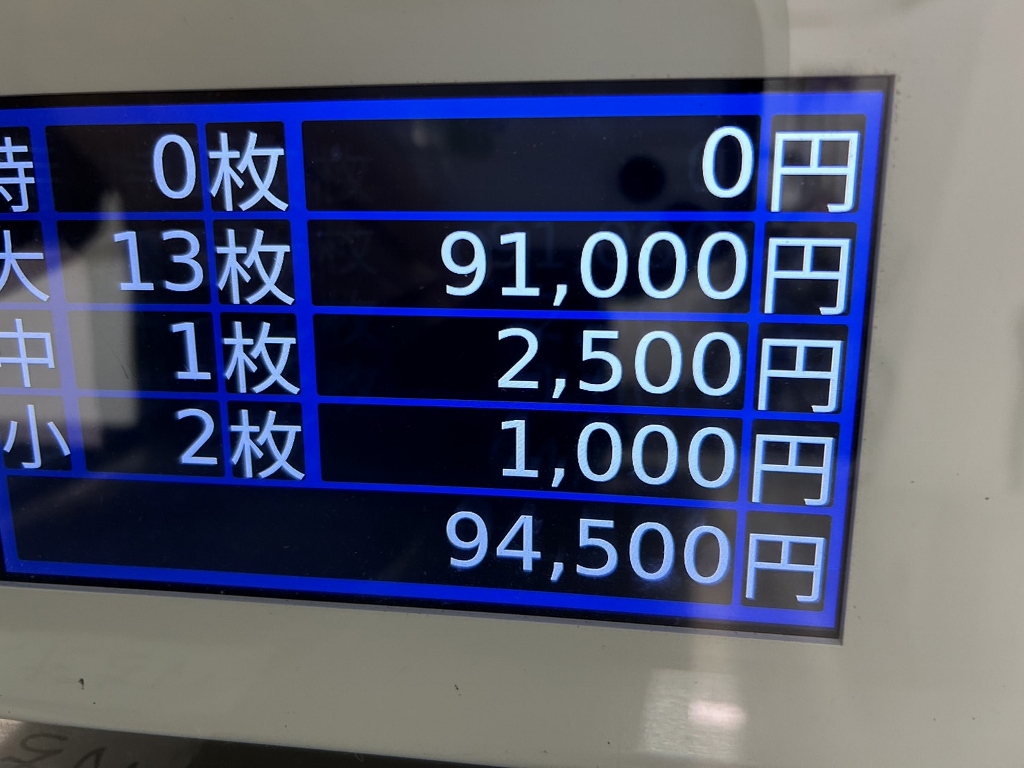 特 0枚 0円
大 13枚 91,000円
中 1枚 2,500円
小 2枚 1,000円
94,500円